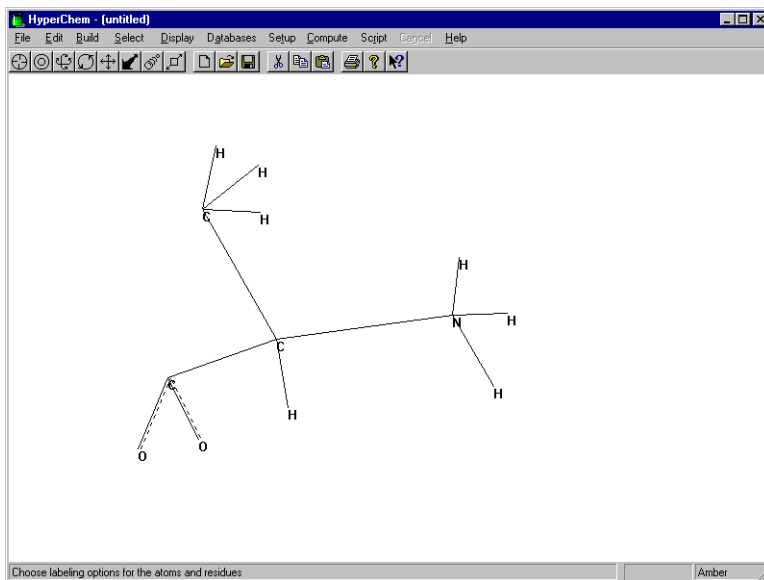 HyperChem - (untitled)
File Edit Build Select Display Databases Setup Compute Script Cancel Help
H
H
C
H
H
N
H
C
C
H
H
O
O
Choose labeling options for the atoms and residues
Amber